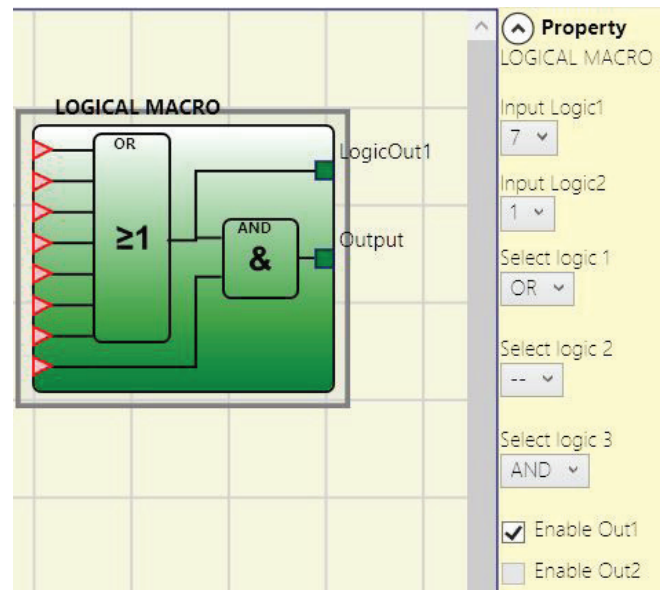 LOGICAL MACRO
OR
≥1
LogicOut1
AND
&
Output
Property
LOGICAL MACRO
Input Logic1
7
Input Logic2
1
Select logic 1
OR
Select logic 2
--
Select logic 3
AND
Enable Out1
Enable Out2